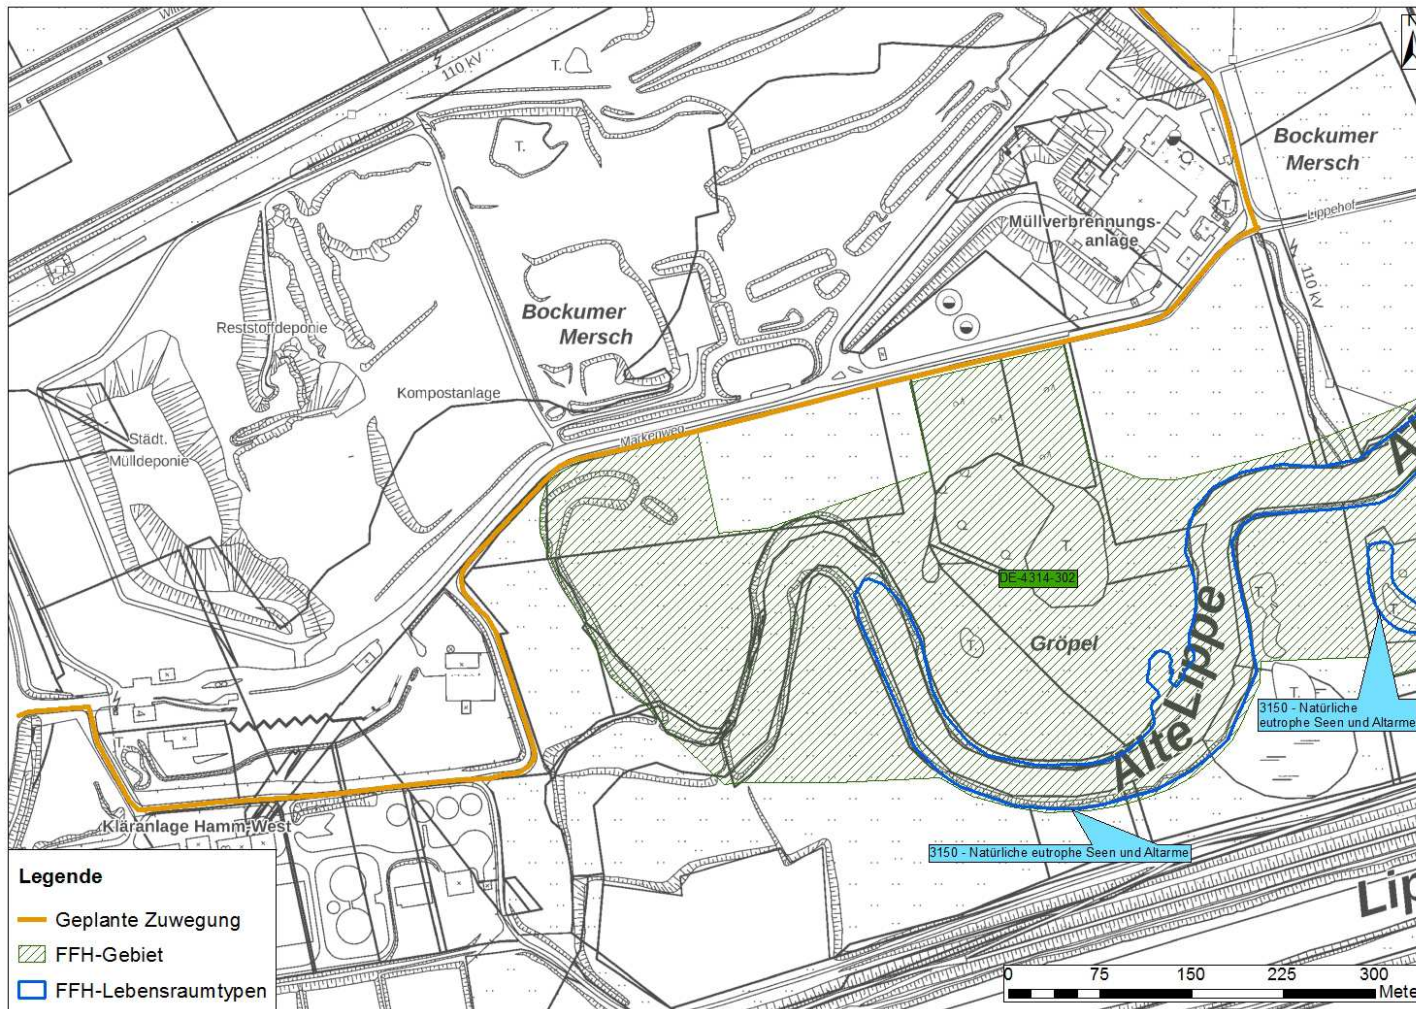 110 kV
T.
T.
Bockumer
Mersch
Müllverbrennungs-
anlage
T.
Lippehof
110 kV
Reststoffdeponie
Bockumer
Mersch
Kompostanlage
Markenweg
Städt.
Mülldeponie
T.
DE-4314-302
Gröpel
T.
T.
T.
Alte Lippe
3150 - Natürliche
eutrophe Seen und Altarme
T.
T.
Kläranlage Hamm-West
3150 - Natürliche eutrophe Seen und Altarme
Legende
Geplante Zuwegung
FFH-Gebiet
FFH-Lebensraumtypen
Lip
0 75 150 225 300
Mete